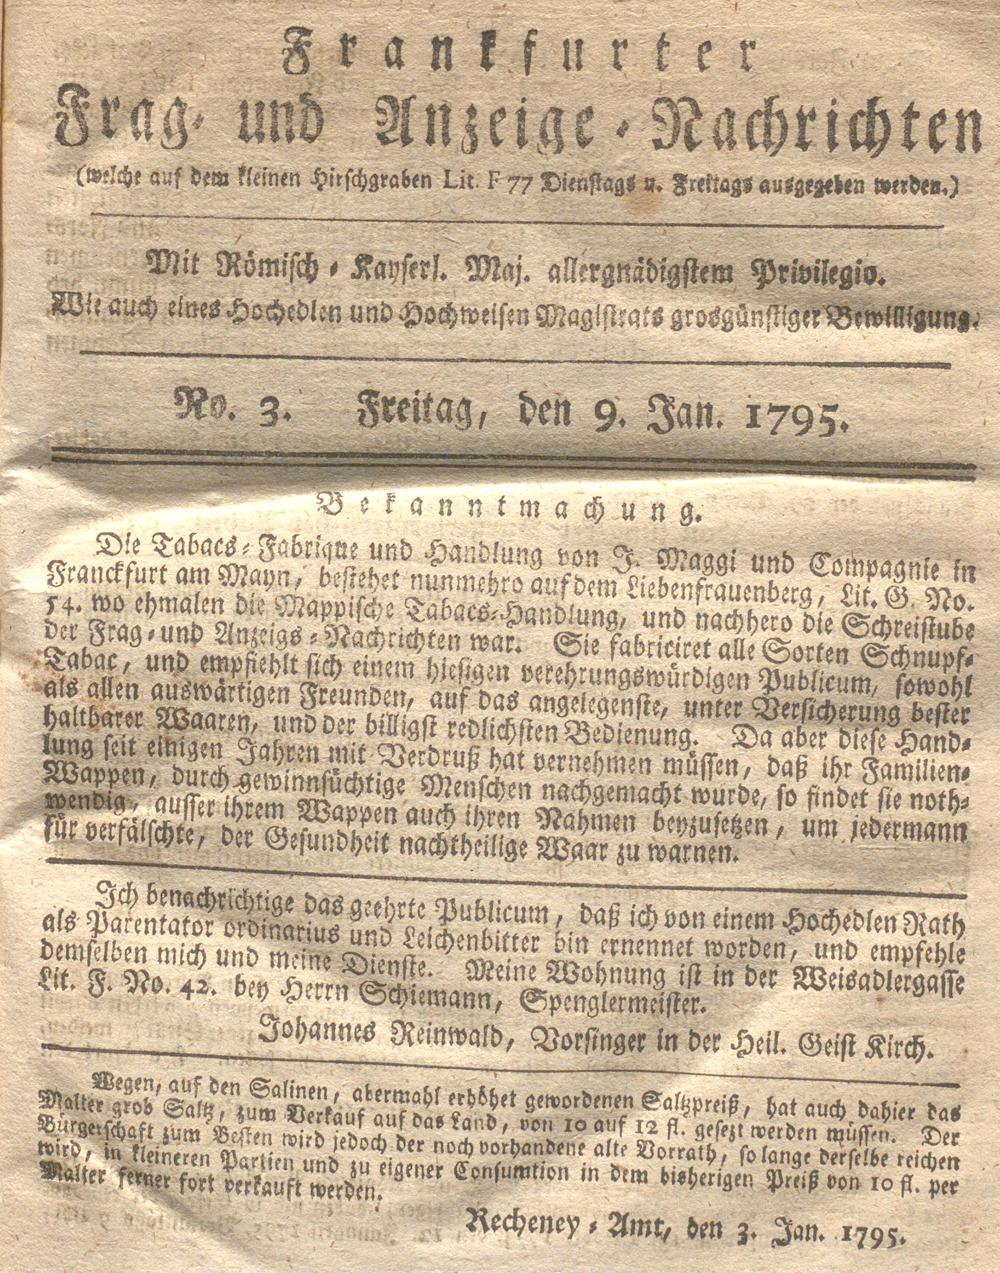 Frankfurter
Frag- und Anzeige-Nachrichten
(welche auf dem kleinen Hirschgraben Lit. F 77 Dienstags u. Freitags ausgegeben werden.)
Mit Römisch-Kayserl. Maj. allergnädigstem Privilegio.
Wie auch eines Hochedlen und Hochweisen Magistrats grosgünstiger Bewilligung.
No. 3. Freitag, den 9. Jan. 1795.
Bekanntmachung.
Die Tabacs-Fabrique und Handlung von J. Maggi und Compagnie in
Franckfurt am Mayn, bestehet nunmehro auf dem Liebenfrauenberg, Lit. G. No.
54. wo ehmalen die Mappische Tabacs-Handlung, und nachhero die Schreistube
der Frag-und Anzeigs-Nachrichten war. Sie fabriciret alle Sorten Schnupf-
Tabac, und empfiehlt sich einem hiesigen verehrungswürdigen Publicum, sowohl
als allen auswärtigen Freunden, auf das angelegenste, unter Versicherung bester
haltbarer Waaren, und der billigst redlichsten Bedienung. Da aber diese Hand-
lung seit einigen Jahren mit Verdruß hat vernehmen müssen, daß ihr Familien-
Wappen, durch gewinnsüchtige Menschen nachgemacht wurde, so findet sie noth-
wendig, ausser ihrem Wappen auch ihren Nahmen beyzusetzen, um jedermann
für verfälschte, der Gesundheit nachtheilige Waar zu warnen.
Ich benachrichtige das geehrte Publicum, daß ich von einem Hochedlen Rath
als Parentator ordinarius und Leichenbitter bin ernennet worden, und empfehle
demselben mich und meine Dienste. Meine Wohnung ist in der Weisadlergasse
Lit. F. No. 42. bey Herrn Schiemann, Spenglermeister.
Johannes Reinwald, Vorsinger in der Heil. Geist Kirch.
Wegen, auf den Salinen, abermahl erhöhet gewordenen Saltzpreiß, hat auch dahier das
Malter grob Saltz, zum Verkauf auf das Land, von 10 auf 12 fl. gesezt werden müssen. Der
Bürgerschaft zum Besten wird jedoch der noch vorhandene alte Vorrath, so lange derselbe reichen
wird, in kleineren Partien und zu eigener Consumtion in dem bisherigen Preiß von 10 fl. per
Malter ferner fort verkauft werden.
Recheney-Amt, den 3. Jan. 1795.